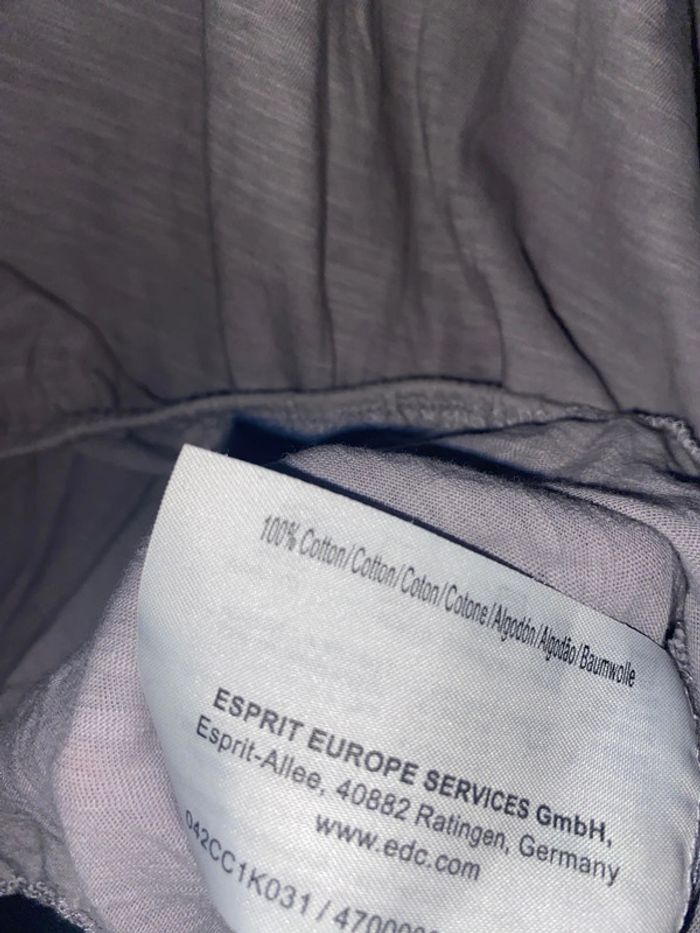 100% Cotton/Cotton/Coton/Cotone/Algodón/Algodão/Baumwolle
ESPRIT EUROPE SERVICES GmbH,
Esprit-Allee, 40882 Ratingen, Germany
www.edc.com
042CC1K031 /